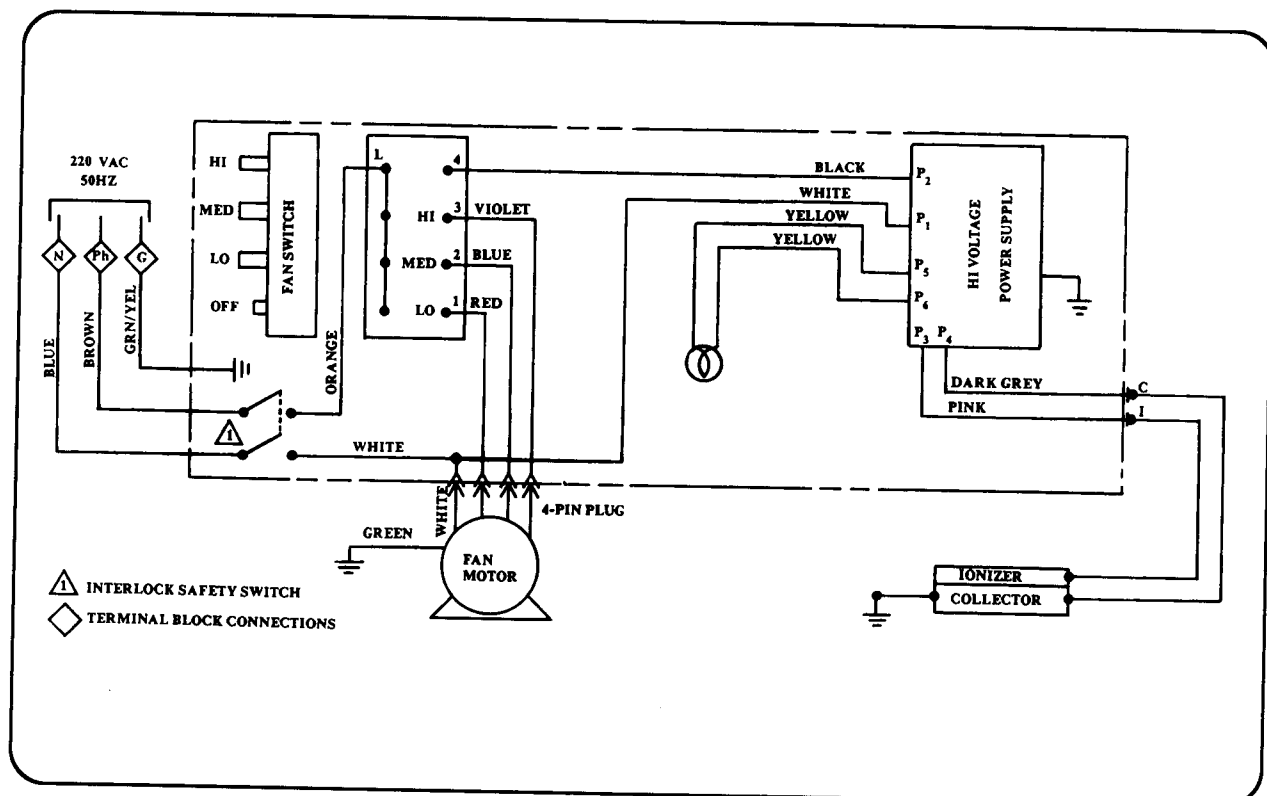 220 VAC
50HZ
N
Ph
G
BLUE
BROWN
GRN/YEL
HI
MED
LO
OFF
FAN SWITCH
ORANGE
L
4
HI
3
VIOLET
MED
2
BLUE
LO
1
RED
BLACK
WHITE
YELLOW
YELLOW
P2
P1
P5
P6
P3
P4
HI VOLTAGE
POWER SUPPLY
DARK GREY
C
PINK
I
1
WHITE
WHITE
4-PIN PLUG
GREEN
FAN
MOTOR
IONIZER
COLLECTOR
1 INTERLOCK SAFETY SWITCH
TERMINAL BLOCK CONNECTIONS